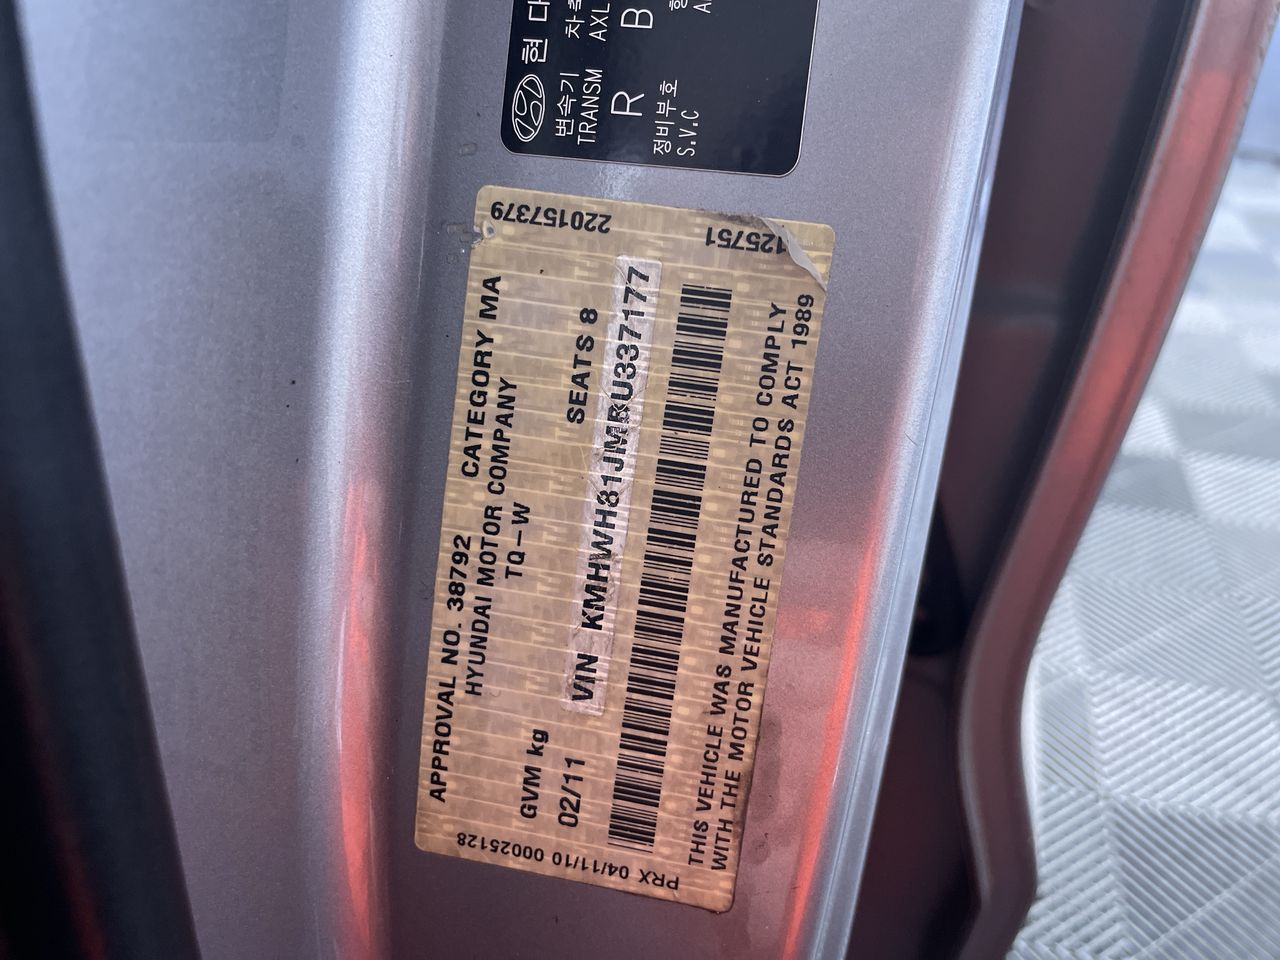 현대
변속기 차축
TRANSM AXL
R B
정비부호
S.V.C
220157379
125751
APPROVAL NO. 38792 CATEGORY MA
HYUNDAI MOTOR COMPANY
TQ-W
GVM kg SEATS 8
02/11 VIN KMHWH81JMBU337177
THIS VEHICLE WAS MANUFACTURED TO COMPLY
WITH THE MOTOR VEHICLE STANDARDS ACT 1989
PRX 04/11/10 00025128